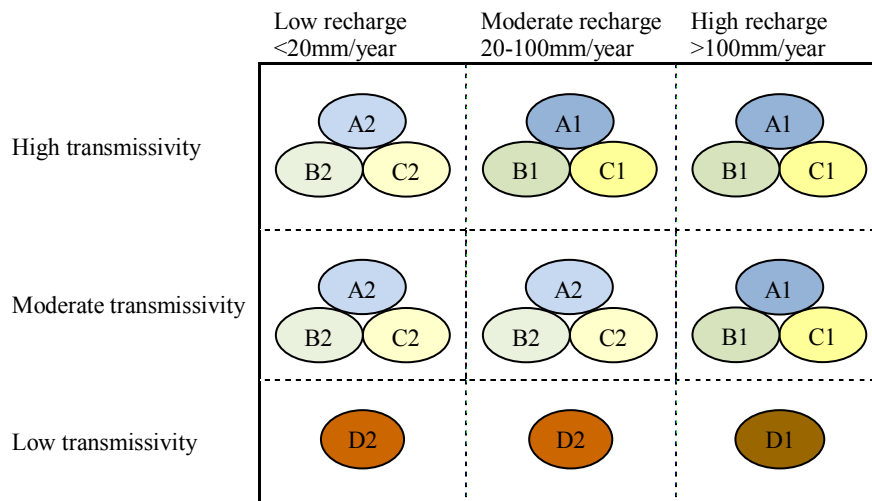 Low recharge
<20mm/year
Moderate recharge
20-100mm/year
High recharge
>100mm/year
High transmissivity
A2
B2 C2
A1
B1 C1
A1
B1 C1
Moderate transmissivity
A2
B2 C2
A2
B2 C2
A1
B1 C1
Low transmissivity
D2
D2
D1